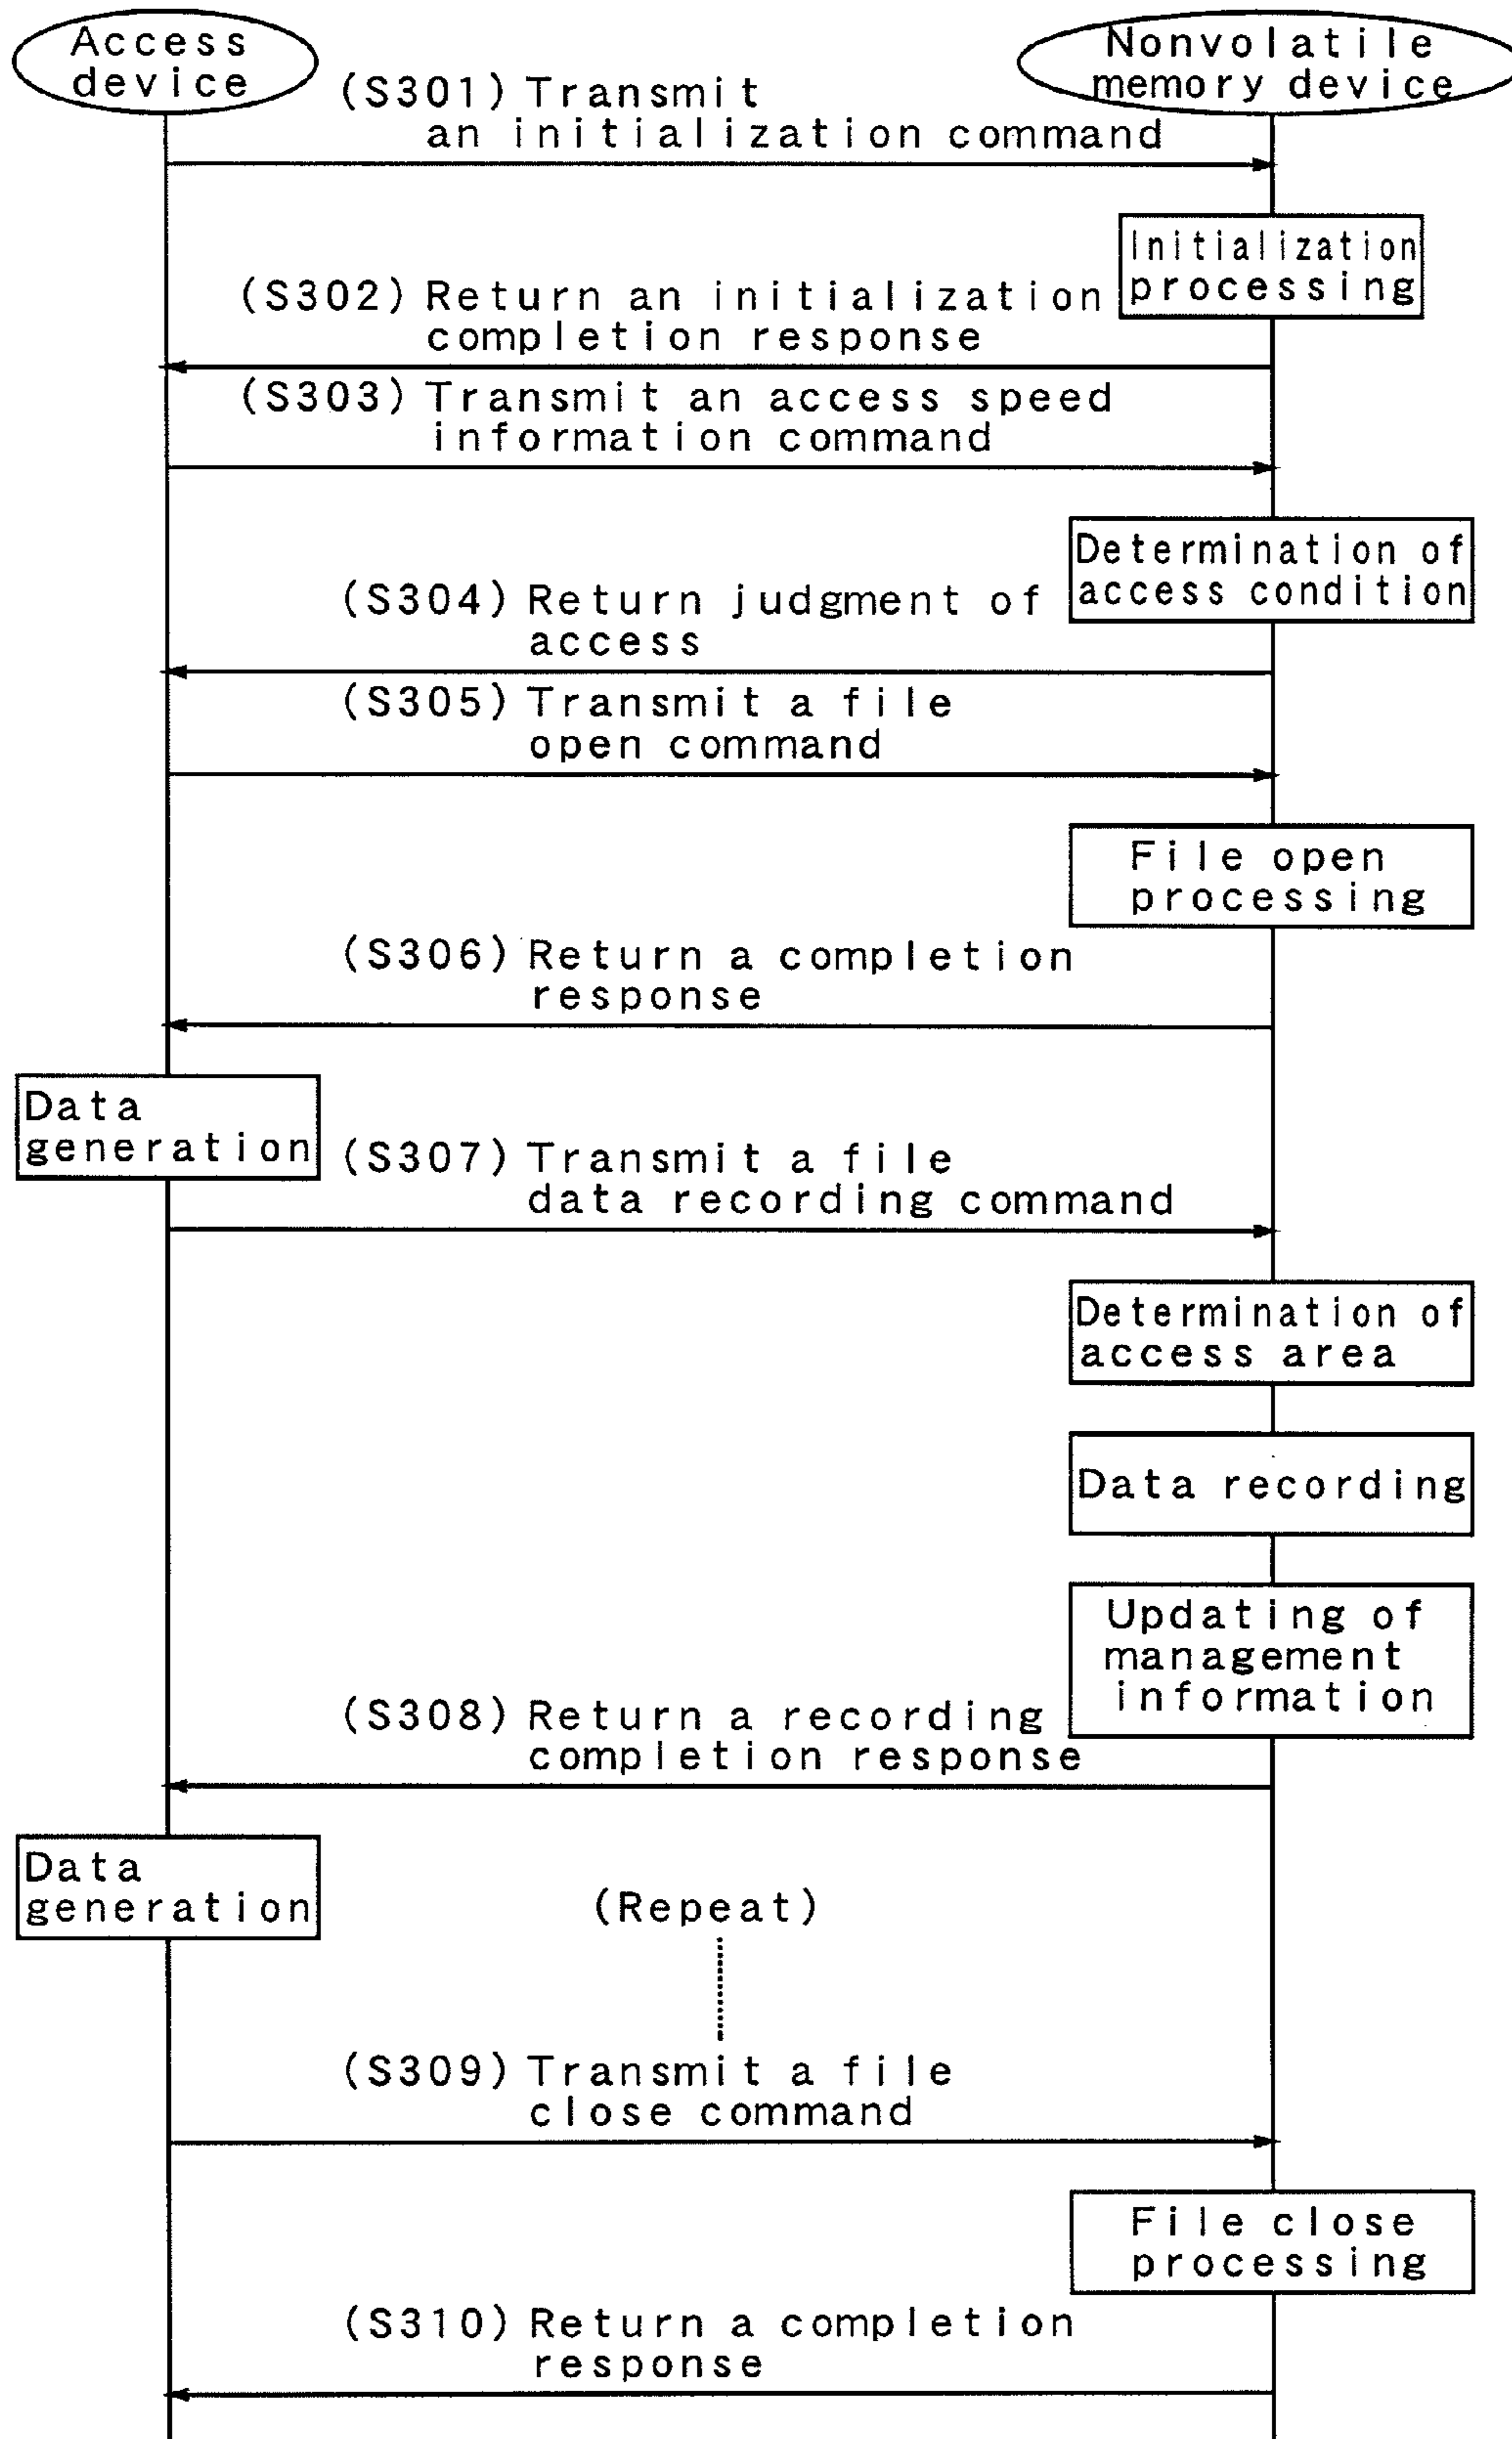 Access
device
Nonvolatile
memory device
(S301) Transmit
an initialization command
Initialization
processing
(S302) Return an initialization
completion response
(S303) Transmit an access speed
information command
Determination of
access condition
(S304) Return judgment of
access
(S305) Transmit a file
open command
File open
processing
(S306) Return a completion
response
Data
generation
(S307) Transmit a file
data recording command
Determination of
access area
Data recording
Updating of
management
information
(S308) Return a recording
completion response
Data
generation
(Repeat)
(S309) Transmit a file
close command
File close
processing
(S310) Return a completion
response